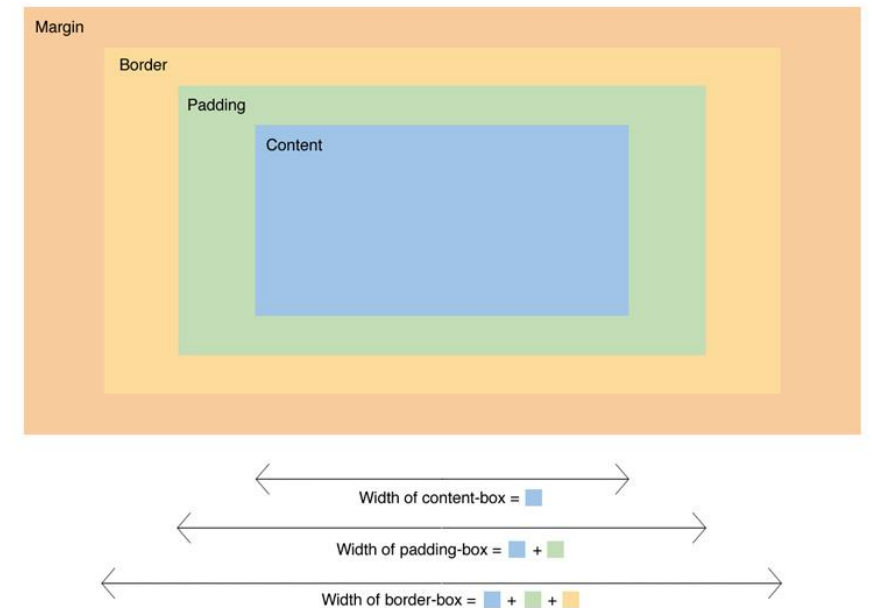 Margin
Border
Padding
Content
Width of content-box =
Width of padding-box = +
Width of border-box = + +